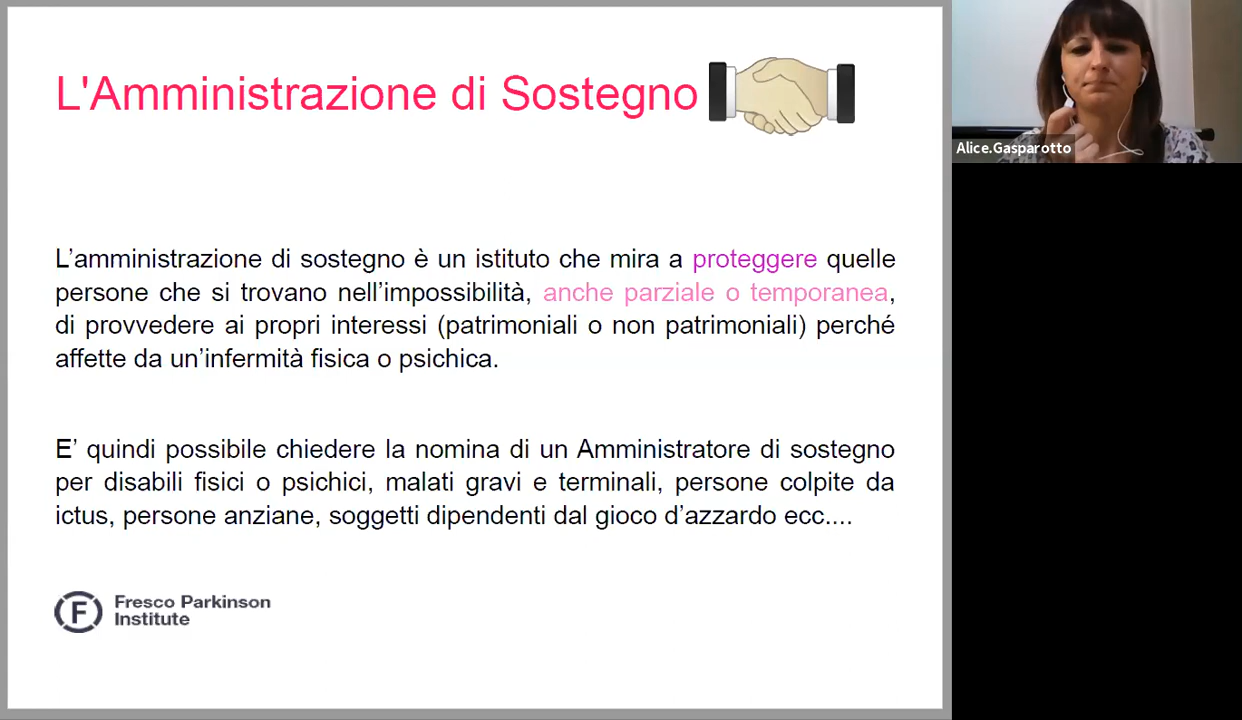 L'Amministrazione di Sostegno
Alice.Gasparotto
L’amministrazione di sostegno è un istituto che mira a proteggere quelle
persone che si trovano nell’impossibilità, anche parziale o temporanea,
di provvedere ai propri interessi (patrimoniali o non patrimoniali) perché
affette da un’infermità fisica o psichica.
E’ quindi possibile chiedere la nomina di un Amministratore di sostegno
per disabili fisici o psichici, malati gravi e terminali, persone colpite da
ictus, persone anziane, soggetti dipendenti dal gioco d’azzardo ecc....
F
Fresco Parkinson
Institute